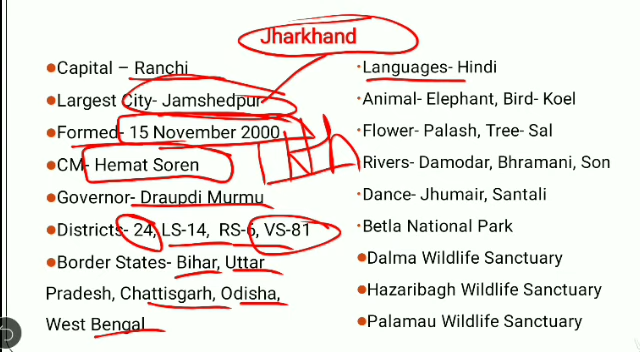 Jharkhand
●Capital – Ranchi
●Largest City- Jamshedpur
●Formed- 15 November 2000
●CM- Hemat Soren
●Governor- Draupdi Murmu
●Districts- 24, LS-14, RS-6, VS-81
●Border States- Bihar, Uttar
Pradesh, Chattisgarh, Odisha,
West Bengal
•Languages- Hindi
•Animal- Elephant, Bird- Koel
•Flower- Palash, Tree- Sal
•Rivers- Damodar, Bhramani, Son
•Dance- Jhumair, Santali
•Betla National Park
●Dalma Wildlife Sanctuary
●Hazaribagh Wildlife Sanctuary
●Palamau Wildlife Sanctuary